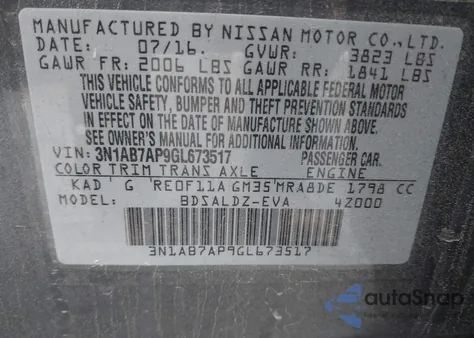 MANUFACTURED BY NISSAN MOTOR CO.,LTD.
DATE: 07/16. GVWR: 3823 LBS
GAWR FR: 2006 LBS GAWR RR: 1841 LBS
THIS VEHICLE CONFORMS TO ALL APPLICABLE FEDERAL MOTOR
VEHICLE SAFETY, BUMPER AND THEFT PREVENTION STANDARDS
IN EFFECT ON THE DATE OF MANUFACTURE SHOWN ABOVE.
SEE OWNER'S MANUAL FOR ADDITIONAL INFORMATION.
VIN: 3N1AB7AP9GL673517 PASSENGER CAR
COLOR TRIM TRANS AXLE ENGINE
KAD G 'RE0F11A GM35'MRA8DE 1798 CC
MODEL: BDSALDZ-EVA 4Z000
3N1AB7AP9GL673517
autoSnap